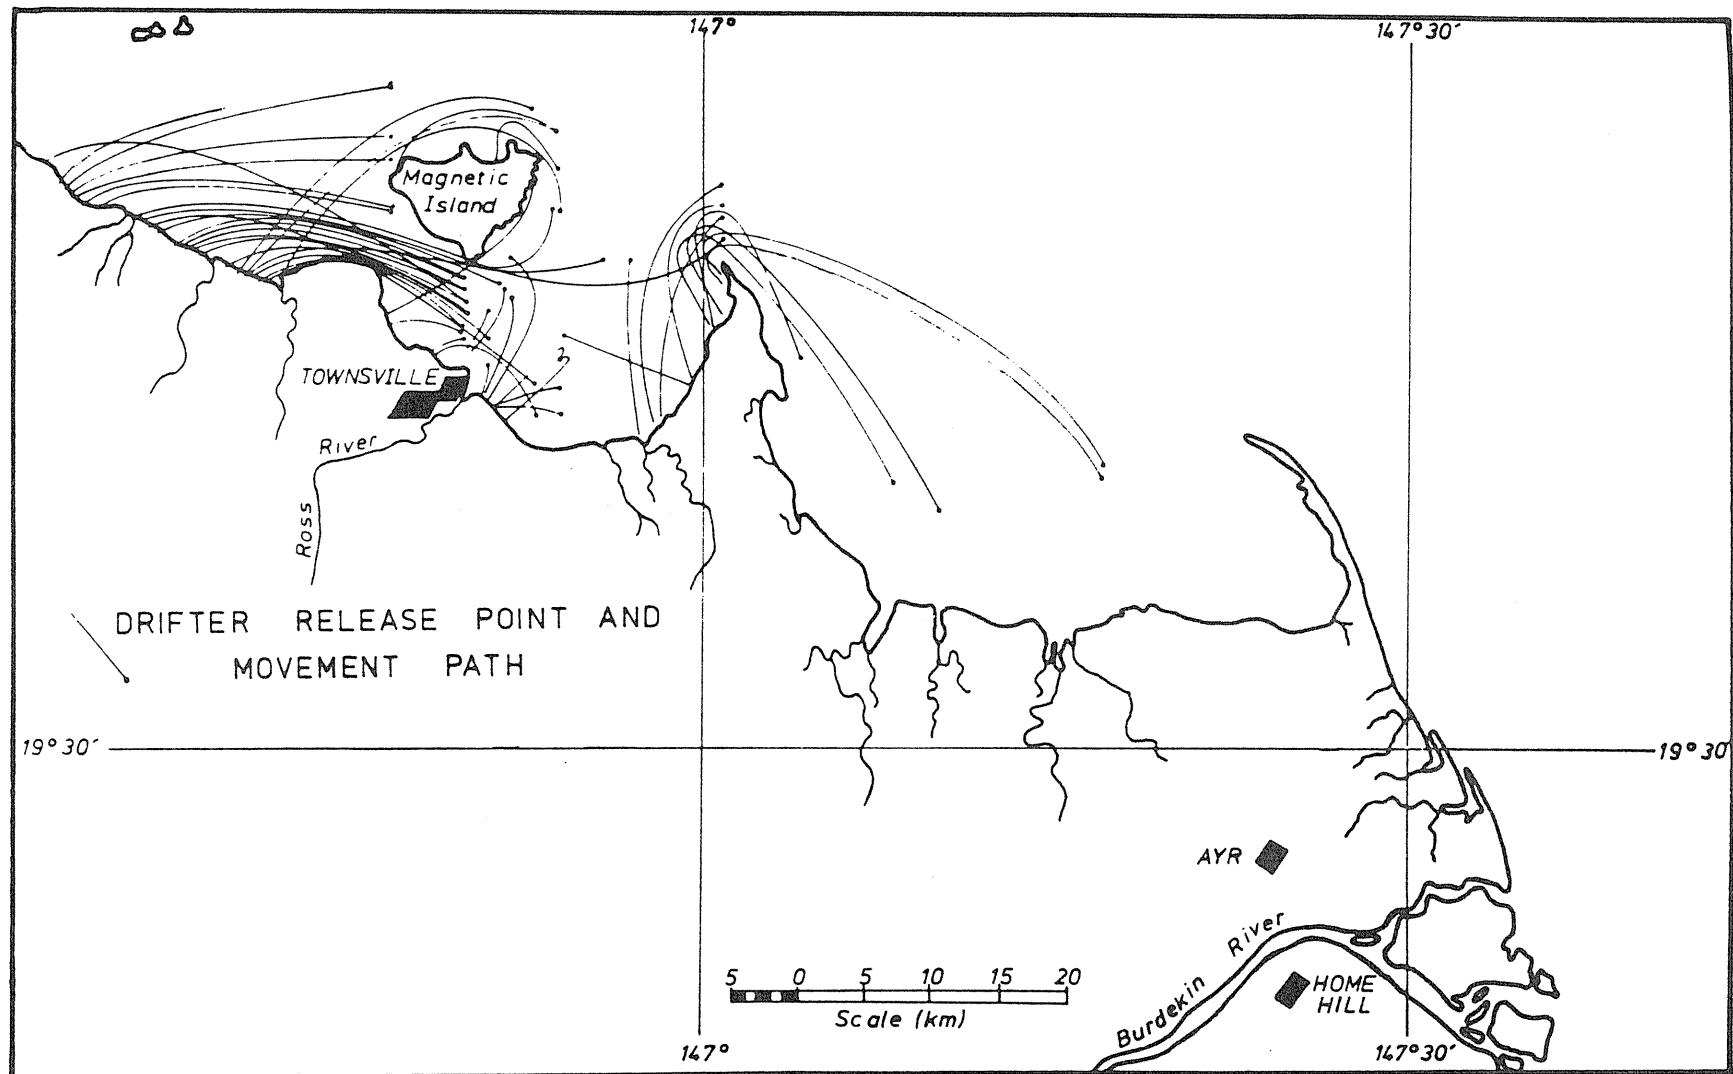 147°
147°30′
Magnetic
Island
TOWNSVILLE
River
Ross
DRIFTER RELEASE POINT AND
MOVEMENT PATH
19°30′
19°30
AYR
Burdekin River
HOME
HILL
5 0 5 10 15 20
Scale (km)
147°
147°30′